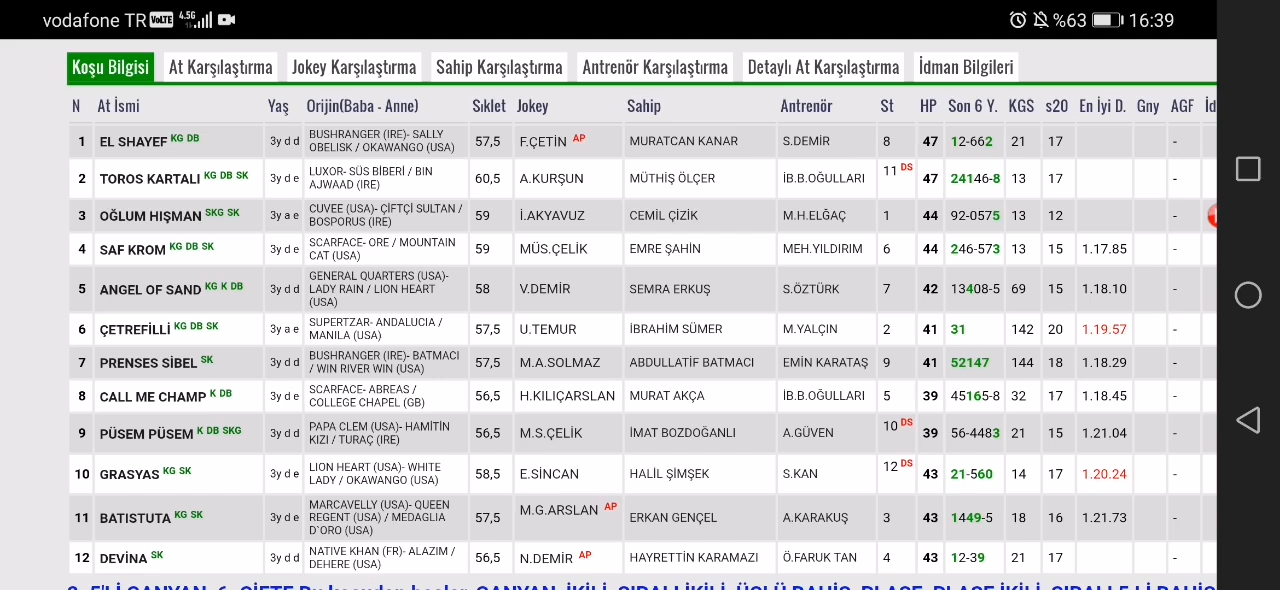 vodafone TR VoLTE 4.5G %63 16:39
Koşu Bilgisi At Karşılaştırma Jokey Karşılaştırma Sahip Karşılaştırma Antrenör Karşılaştırma Detaylı At Karşılaştırma İdman Bilgileri
N At İsmi Yaş Orijin(Baba - Anne) Sıklet Jokey Sahip Antrenör St HP Son 6 Y. KGS s20 En İyi D. Gny AGF İd
1 EL SHAYEF KG DB 3y d d BUSHRANGER (IRE)- SALLY OBELISK / OKAWANGO (USA) 57,5 F.ÇETİN AP MURATCAN KANAR S.DEMİR 8 47 12-662 21 17 -
2 TOROS KARTALI KG DB SK 3y d e LUXOR- SÜS BİBERİ / BIN AJWAAD (IRE) 60,5 A.KURŞUN MÜTHİŞ ÖLÇER İB.B.OĞULLARI 11 DS 47 24146-8 13 17 -
3 OĞLUM HIŞMAN SKG SK 3y a e CUVEE (USA)- ÇİFTÇİ SULTAN / BOSPORUS (IRE) 59 İ.AKYAVUZ CEMİL ÇİZİK M.H.ELĞAÇ 1 44 92-0575 13 12 -
4 SAF KROM KG DB SK 3y d e SCARFACE- ORE / MOUNTAIN CAT (USA) 59 MÜS.ÇELİK EMRE ŞAHİN MEH.YILDIRIM 6 44 246-573 13 15 1.17.85 -
5 ANGEL OF SAND KG K DB 3y d d GENERAL QUARTERS (USA)- LADY RAIN / LION HEART (USA) 58 V.DEMİR SEMRA ERKUŞ S.ÖZTÜRK 7 42 13408-5 69 15 1.18.10 -
6 ÇETREFİLLİ KG DB SK 3y a e SUPERTZAR- ANDALUCIA / MANILA (USA) 57,5 U.TEMUR İBRAHİM SÜMER M.YALÇIN 2 41 31 142 20 1.19.57 -
7 PRENSES SİBEL SK 3y d d BUSHRANGER (IRE)- BATMACI / WIN RIVER WIN (USA) 57,5 M.A.SOLMAZ ABDULLATİF BATMACI EMİN KARATAŞ 9 41 52147 144 18 1.18.29 -
8 CALL ME CHAMP K DB 3y d e SCARFACE- ABREAS / COLLEGE CHAPEL (GB) 56,5 H.KILIÇARSLAN MURAT AKÇA İB.B.OĞULLARI 5 39 45165-8 32 17 1.18.45 -
9 PÜSEM PÜSEM K DB SKG 3y d d PAPA CLEM (USA)- HAMİTİN KIZI / TURAÇ (IRE) 56,5 M.S.ÇELİK İMAT BOZDOĞANLI A.GÜVEN 10 DS 39 56-4483 21 15 1.21.04 -
10 GRASYAS KG SK 3y d e LION HEART (USA)- WHITE LADY / OKAWANGO (USA) 58,5 E.SİNCAN HALİL ŞİMŞEK S.KAN 12 DS 43 21-560 14 17 1.20.24 -
11 BATISTUTA KG SK 3y d e MARCAVELLY (USA)- QUEEN REGENT (USA) / MEDAGLIA D`ORO (USA) 57,5 M.G.ARSLAN AP ERKAN GENÇEL A.KARAKUŞ 3 43 1449-5 18 16 1.21.73 -
12 DEVİNA SK 3y d d NATIVE KHAN (FR)- ALAZIM / DEHERE (USA) 56,5 N.DEMİR AP HAYRETTİN KARAMAZI Ö.FARUK TAN 4 43 12-39 21 17 -